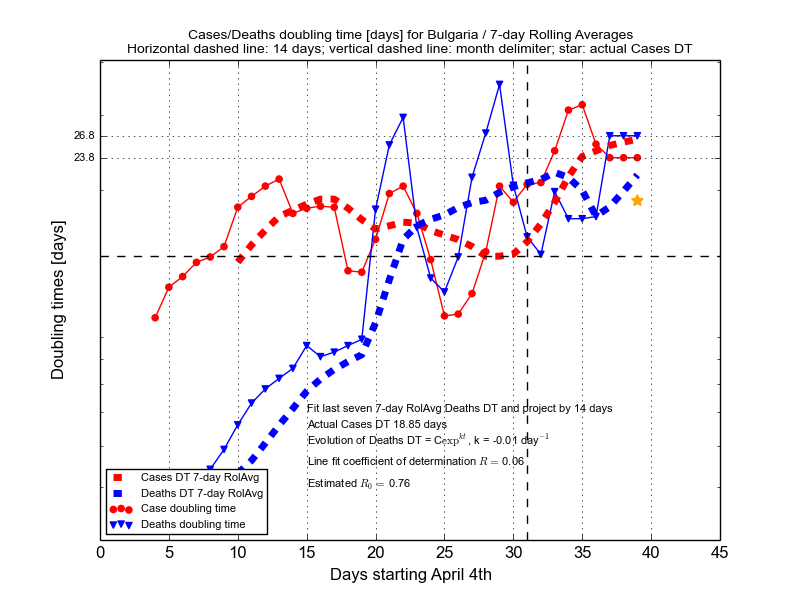 Cases/Deaths doubling time [days] for Bulgaria / 7-day Rolling Averages
Horizontal dashed line: 14 days; vertical dashed line: month delimiter; star: actual Cases DT
26.8
23.8
Doubling times [days]
Fit last seven 7-day RolAvg Deaths DT and project by 14 days
Actual Cases DT 18.85 days
Evolution of Deaths DT = Cexp^{kt}, k = -0.01 day^{-1}
Line fit coefficient of determination R = 0.06
Estimated R_0 = 0.76
Cases DT 7-day RolAvg
Deaths DT 7-day RolAvg
Case doubling time
Deaths doubling time
0 5 10 15 20 25 30 35 40 45
Days starting April 4th